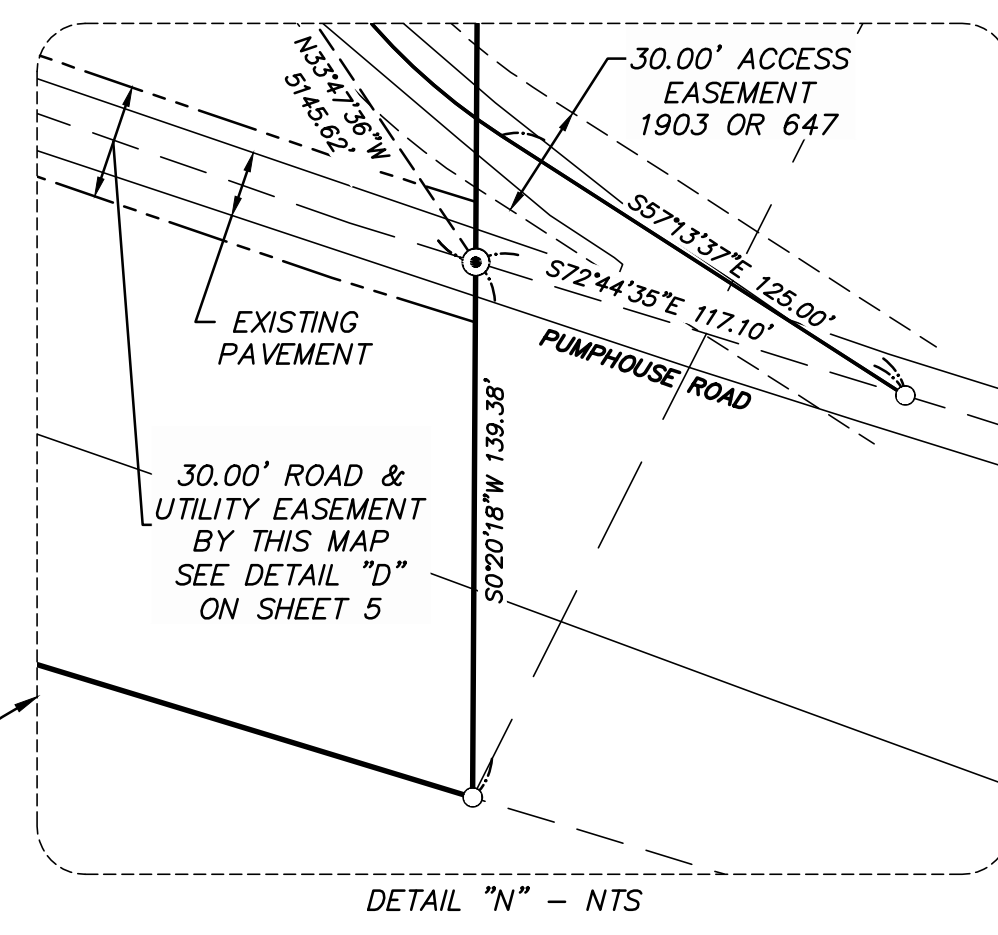 30.00' ACCESS
EASEMENT
1903 OR 647
N33°47'36"W
5145.62'
S57°13'37"E 125.00'
S72°44'35"E 117.10'
PUMPHOUSE ROAD
EXISTING
PAVEMENT
S0°20'18"W 139.38'
30.00' ROAD &
UTILITY EASEMENT
BY THIS MAP
SEE DETAIL "D"
ON SHEET 5
DETAIL "N" – NTS